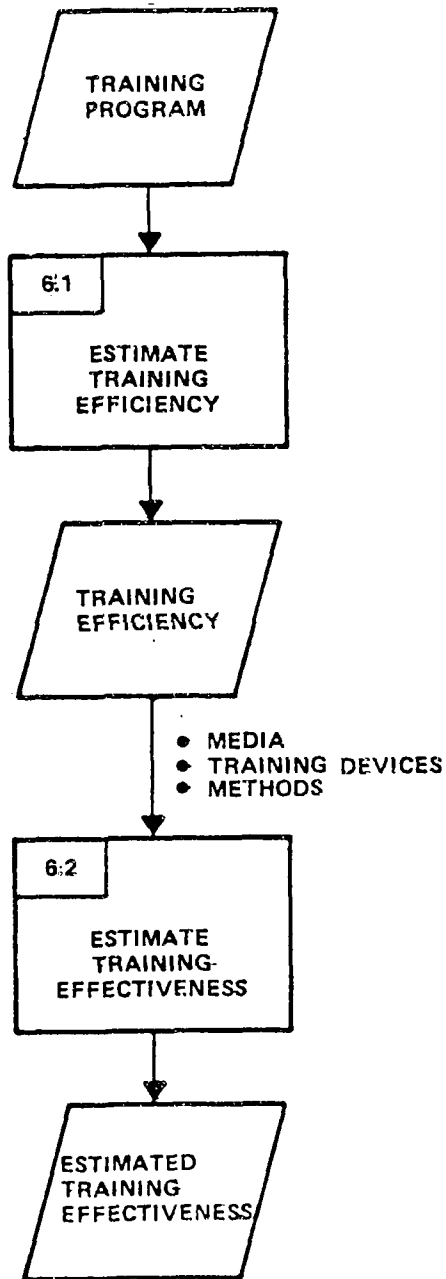 TRAINING
PROGRAM
6.1
ESTIMATE
TRAINING
EFFICIENCY
TRAINING
EFFICIENCY
● MEDIA
● TRAINING DEVICES
● METHODS
6.2
ESTIMATE
TRAINING-
EFFECTIVENESS
ESTIMATED
TRAINING
EFFECTIVENESS